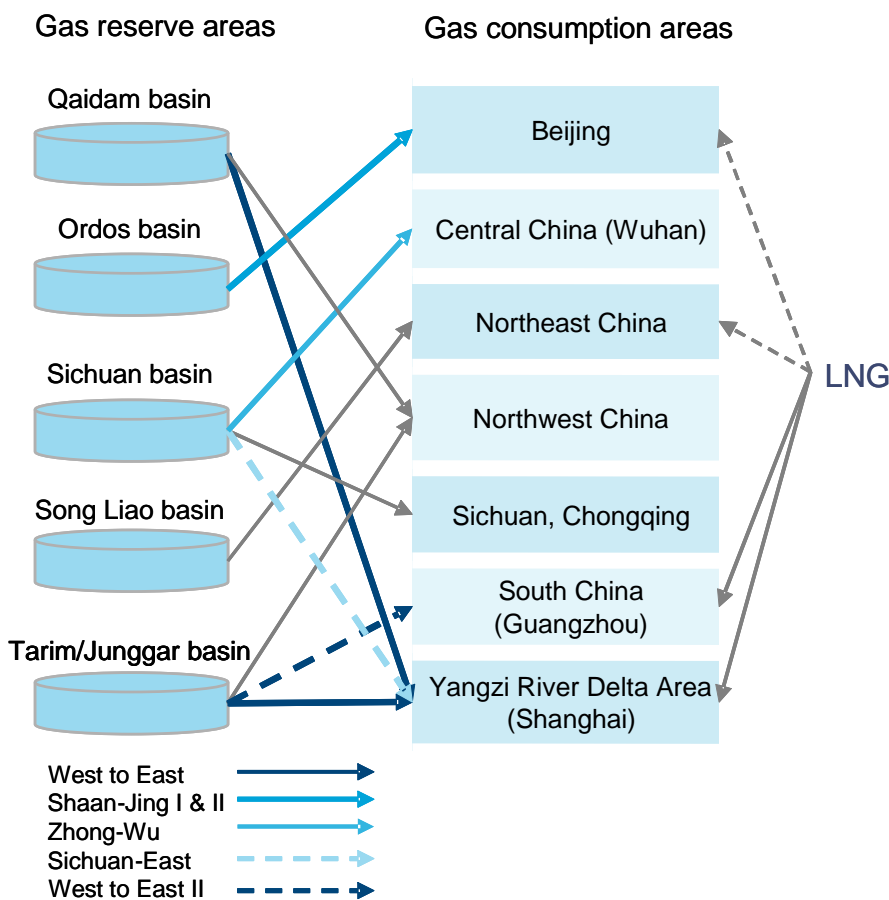 Gas reserve areas
Gas consumption areas
Qaidam basin
Ordos basin
Sichuan basin
Song Liao basin
Tarim/Junggar basin
Beijing
Central China (Wuhan)
Northeast China
Northwest China
Sichuan, Chongqing
South China
(Guangzhou)
Yangzi River Delta Area
(Shanghai)
LNG
West to East
Shaan-Jing I & II
Zhong-Wu
Sichuan-East
West to East II